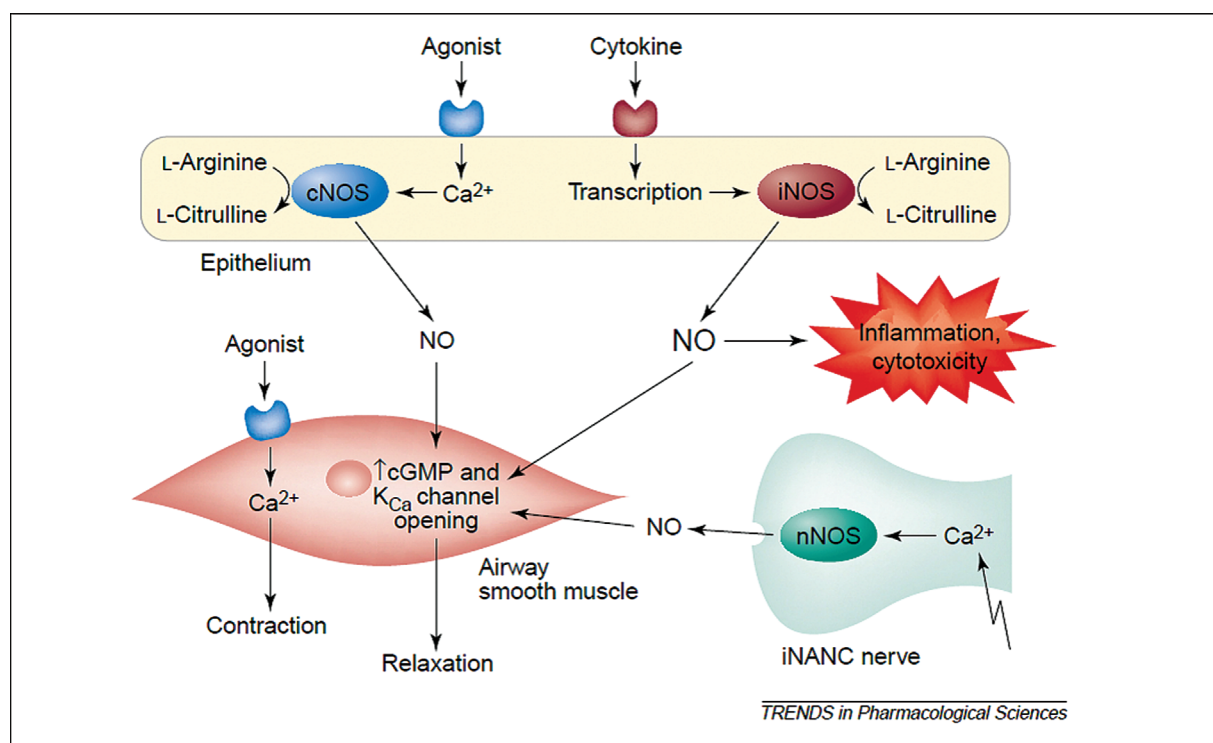 Agonist
Cytokine
L-Arginine
cNOS
Ca2+
Transcription
iNOS
L-Arginine
L-Citrulline
L-Citrulline
Epithelium
Agonist
NO
NO
Inflammation,
cytotoxicity
Ca2+
↑cGMP and
KCa channel
opening
NO
nNOS
Ca2+
Airway
smooth muscle
Contraction
Relaxation
iNANC nerve
TRENDS in Pharmacological Sciences